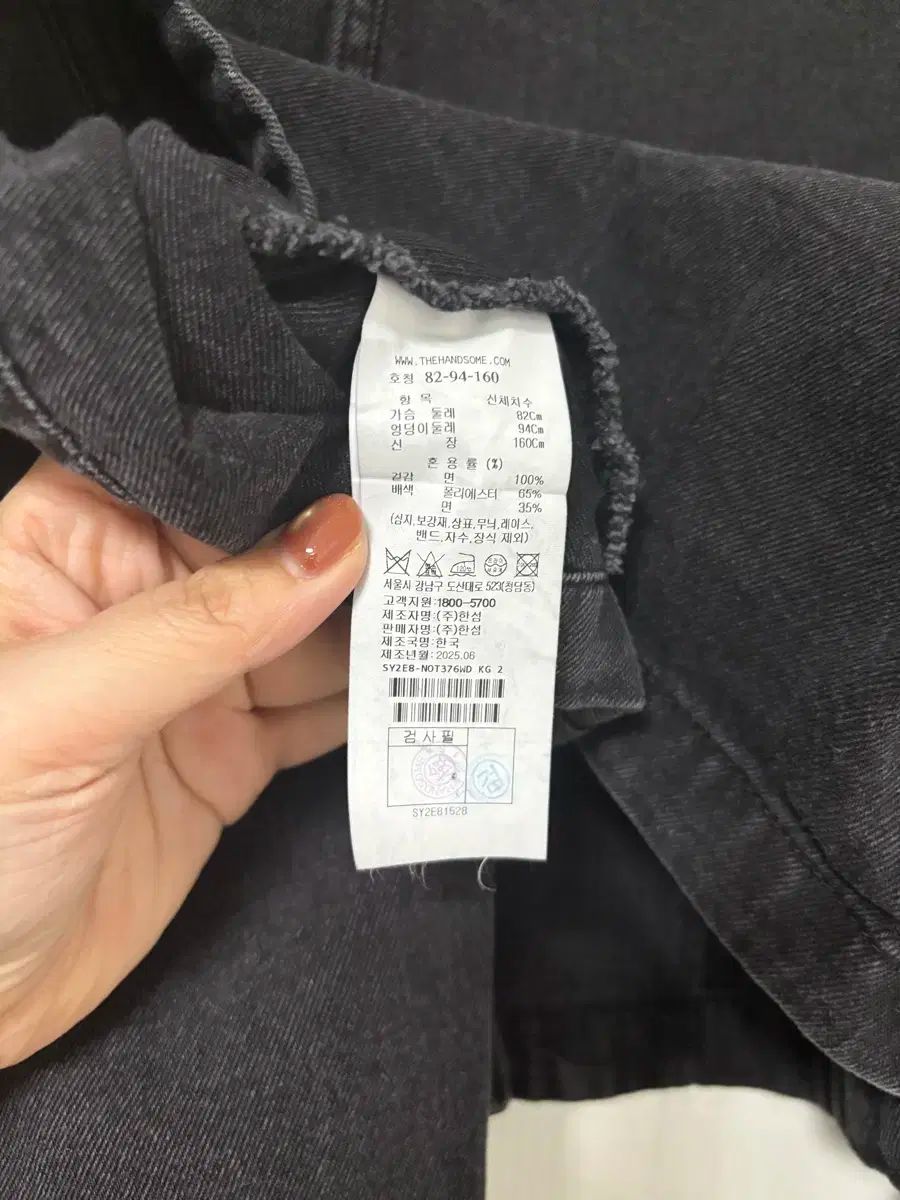 WWW.THEHANDSOME.COM
호칭 82-94-160
항 목 신체치수
가슴 둘레 82Cm
엉덩이둘레 94Cm
신 장 160Cm
혼 용 률 (%)
겉감 면 100%
배색 폴리에스터 65%
면 35%
(심지,보강재,상표,무늬,레이스,
밴드,자수,장식 제외)
서울시 강남구 도산대로 523(청담동)
고객지원:1800-5700
제조자명:(주)한섬
판매자명:(주)한섬
제조국명:한국
제조년월:2025.06
SY2E8-NOT376WD KG 2
검 사 필
SY2E81528